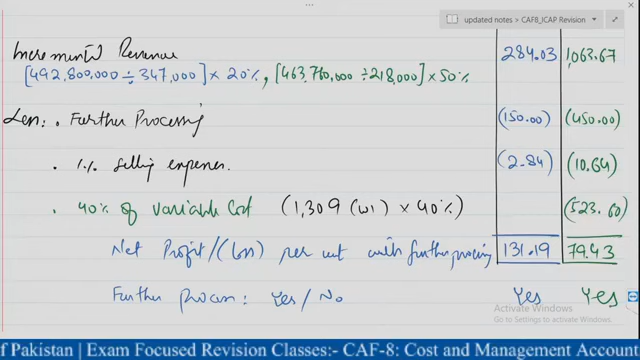 updated notes > CAF8_ICAP Revision
Incremental Revenue 284.03 1,063.67
[492,800,000 ÷ 347,000] × 20%, [463,760,000 ÷ 218,000] × 50%
Less: • Further Processing (150.00) (450.00)
• 1% selling expenses. (2.84) (10.64)
• 40% of Variable Cost (1,309 (W1) × 40%) (523.60)
Net Profit/(Loss) per unit with further processing 131.19 79.43
Further process: Yes / No Yes Yes
Activate Windows
Go to Settings to activate Windows.
of Pakistan | Exam Focused Revision Classes:- CAF-8: Cost and Management Account